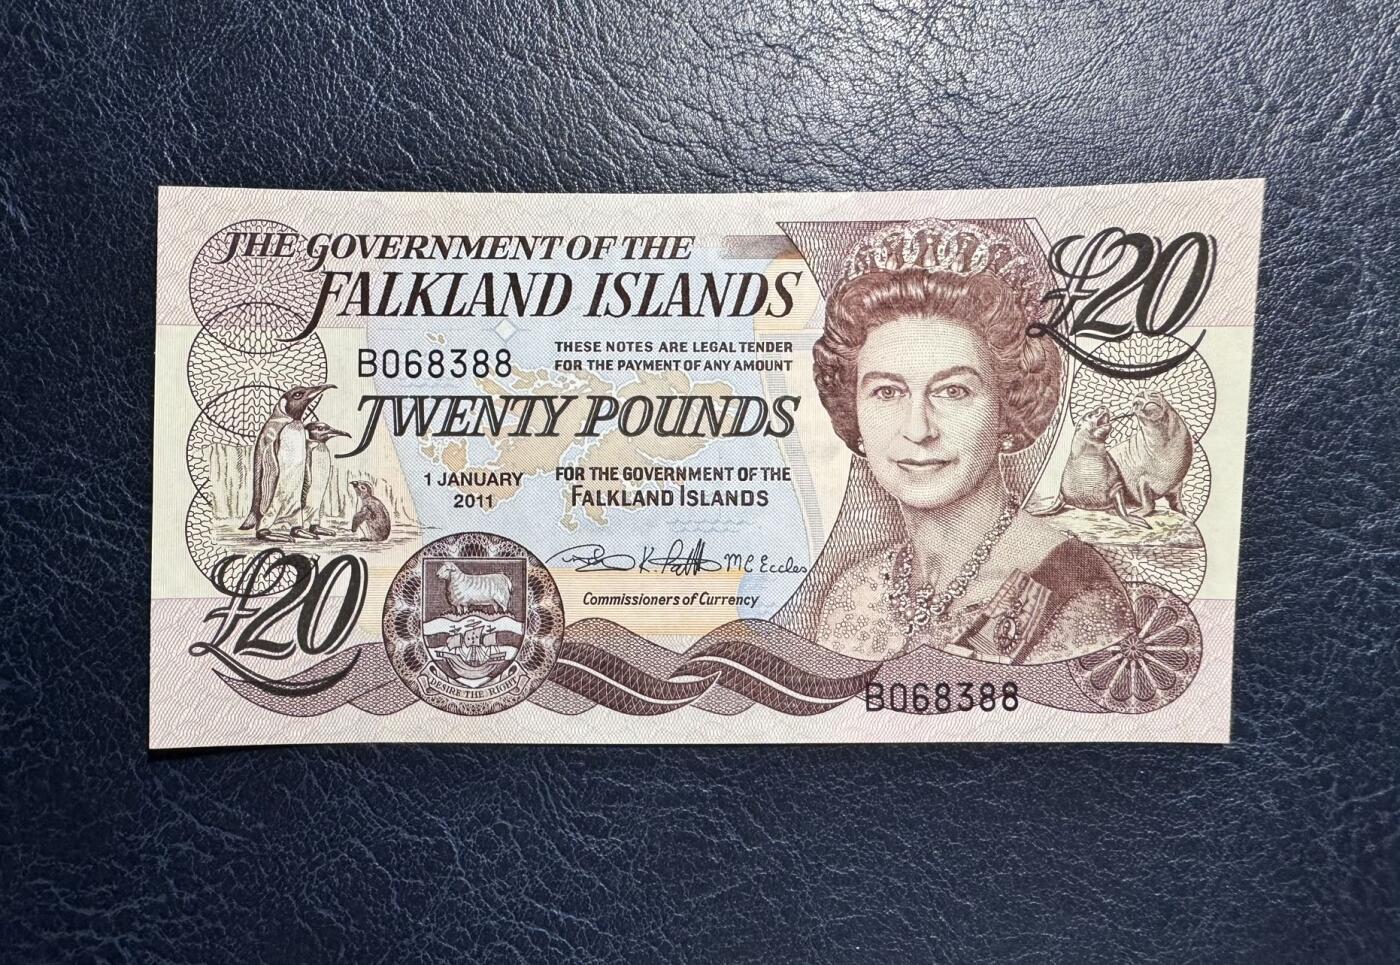 THE GOVERNMENT OF THE
FALKLAND ISLANDS
£20
B068388
THESE NOTES ARE LEGAL TENDER
FOR THE PAYMENT OF ANY AMOUNT
TWENTY POUNDS
1 JANUARY
2011
FOR THE GOVERNMENT OF THE
FALKLAND ISLANDS
M C Eccles
Commissioners of Currency
£20
DESIRE THE RIGHT
B068388